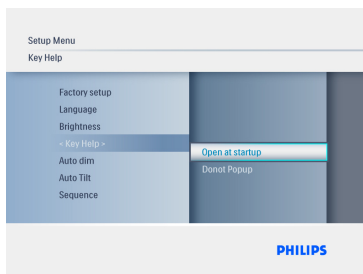 Setup Menu
Key Help
Factory setup
Language
Brightness
< Key Help >
Auto dim
Auto Tilt
Sequence
Open at startup
Donot Popup
PHILIPS